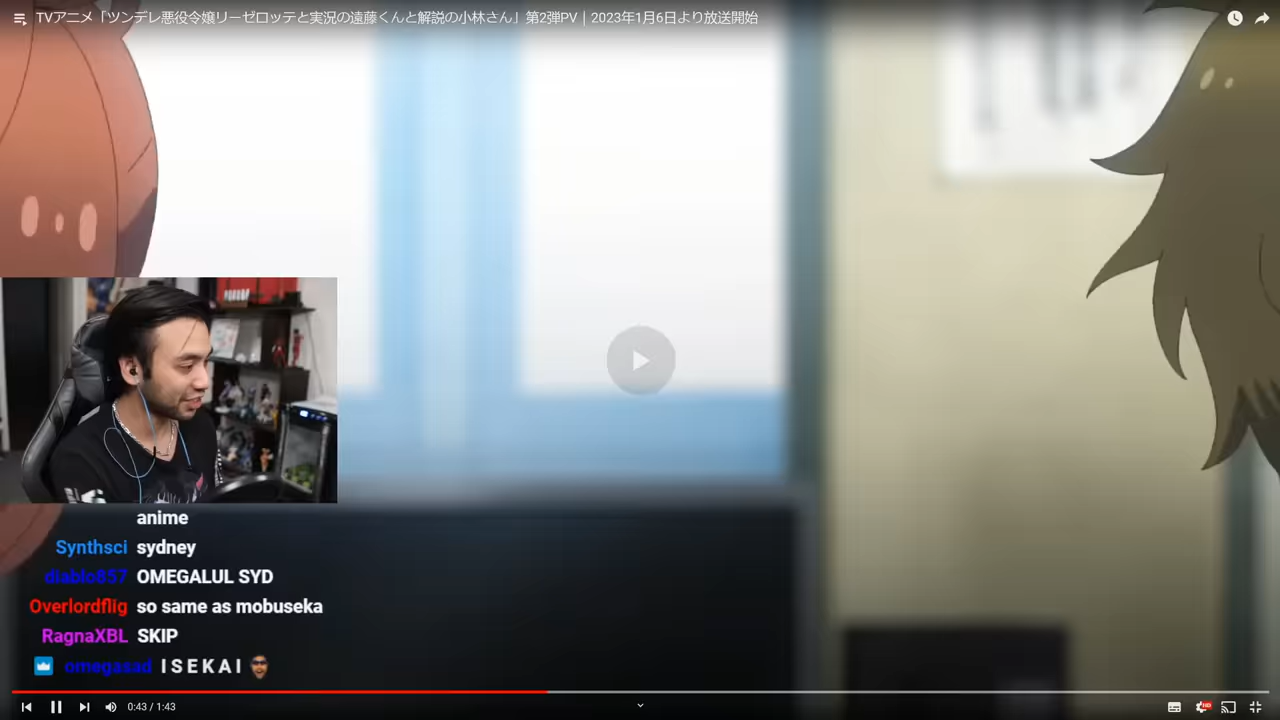 TVアニメ「ツンデレ悪役令嬢リーゼロッテと実況の遠藤くんと解説の小林さん」第2弾PV｜2023年1月6日より放送開始
anime
Synthsci sydney
diablo857 OMEGALUL SYD
Overlordflig so same as mobuseka
RagnaXBL SKIP
omegasad I S E K A I
0:43 / 1:43
HD